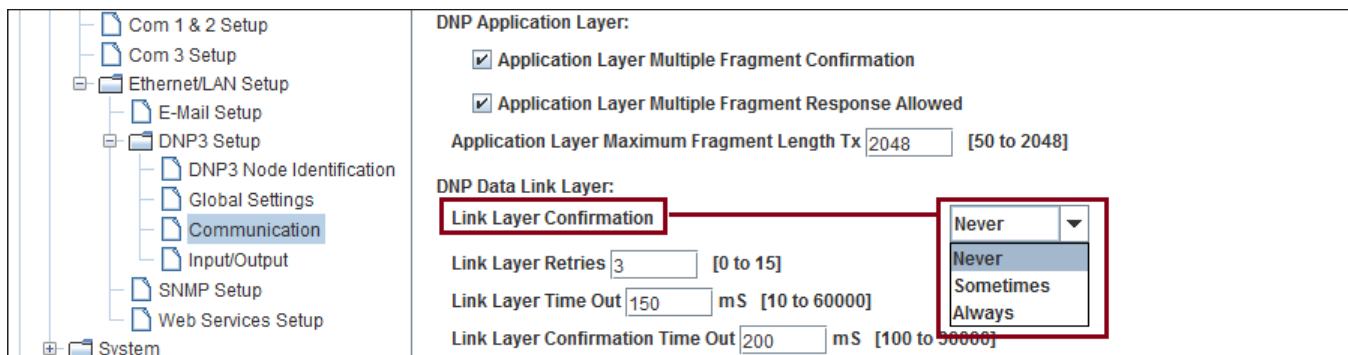 Com 1 & 2 Setup
Com 3 Setup
Ethernet/LAN Setup
E-Mail Setup
DNP3 Setup
DNP3 Node Identification
Global Settings
Communication
Input/Output
SNMP Setup
Web Services Setup
System
DNP Application Layer:
Application Layer Multiple Fragment Confirmation
Application Layer Multiple Fragment Response Allowed
Application Layer Maximum Fragment Length Tx 2048 [50 to 2048]
DNP Data Link Layer:
Link Layer Confirmation Never
Never
Sometimes
Always
Link Layer Retries 3 [0 to 15]
Link Layer Time Out 150 mS [10 to 60000]
Link Layer Confirmation Time Out 200 mS [100 to